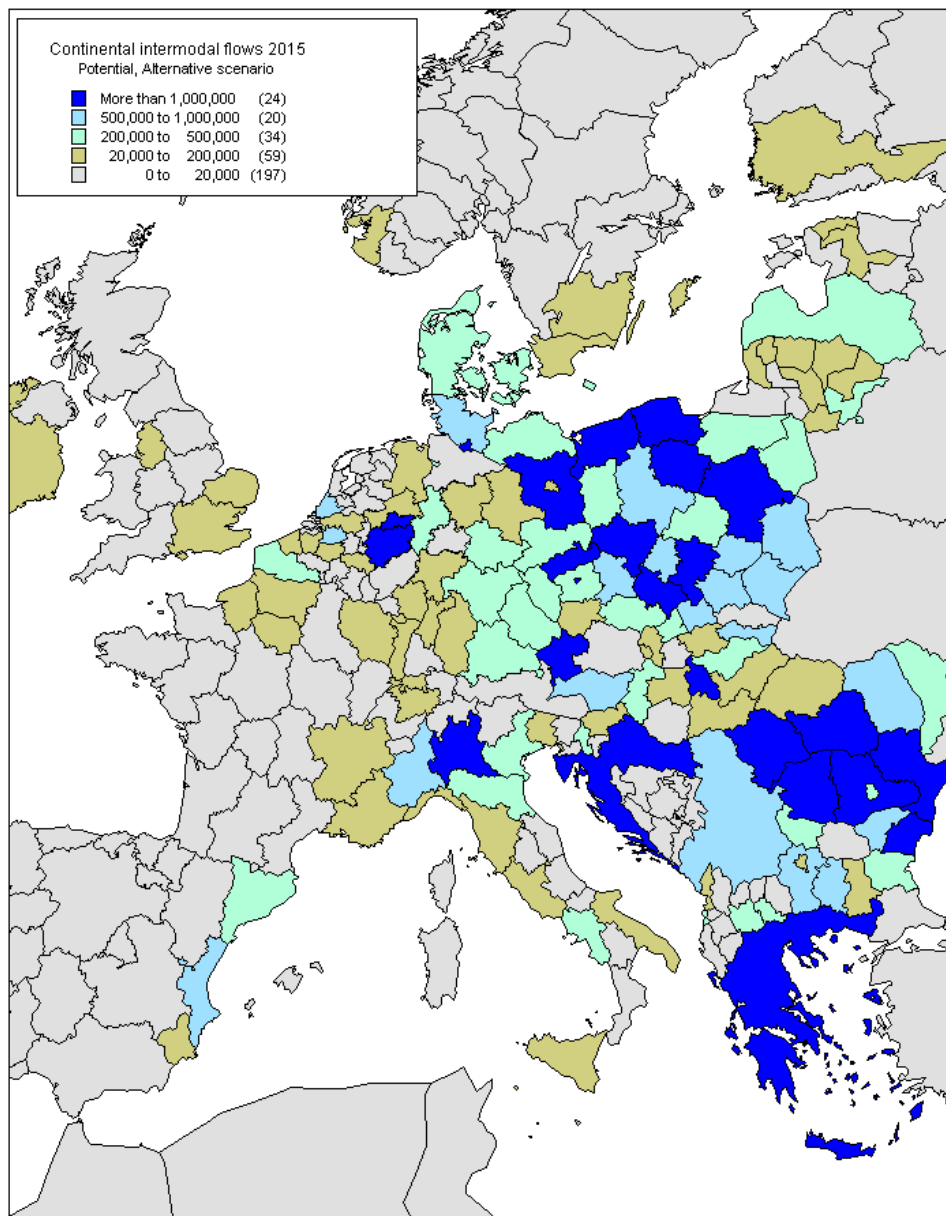 Continental intermodal flows 2015
Potential, Alternative scenario
More than 1,000,000 (24)
500,000 to 1,000,000 (20)
200,000 to 500,000 (34)
20,000 to 200,000 (59)
0 to 20,000 (197)